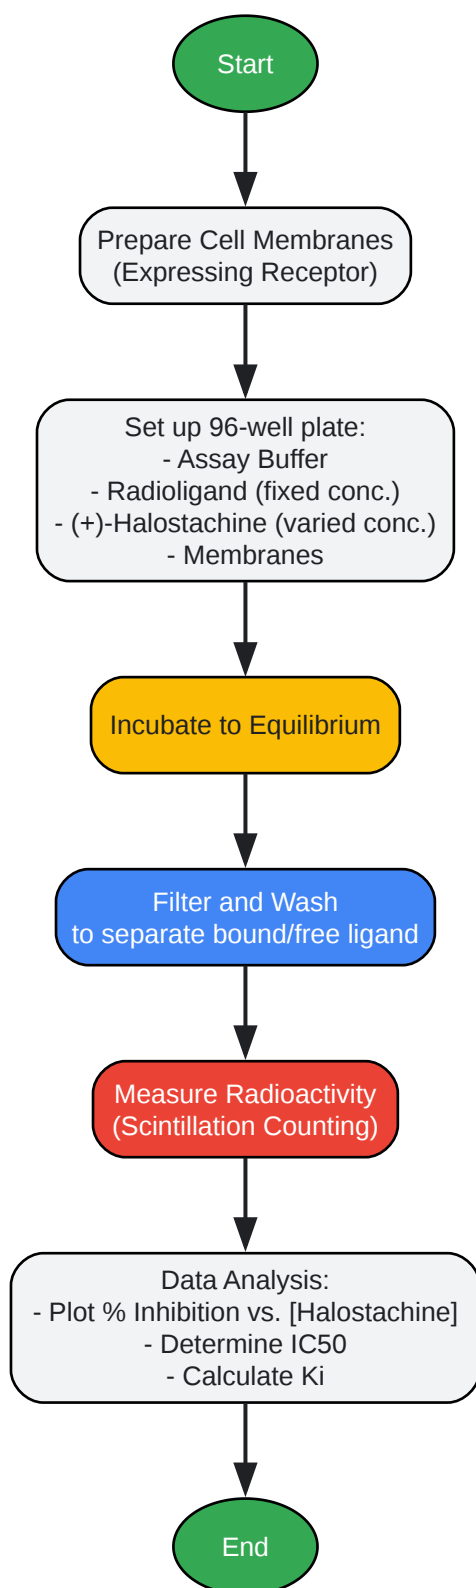 Start
Prepare Cell Membranes
(Expressing Receptor)
Set up 96-well plate:
- Assay Buffer
- Radioligand (fixed conc.)
- (+)-Halostachine (varied conc.)
- Membranes
Incubate to Equilibrium
Filter and Wash
to separate bound/free ligand
Measure Radioactivity
(Scintillation Counting)
Data Analysis:
- Plot % Inhibition vs. [Halostachine]
- Determine IC50
- Calculate Ki
End